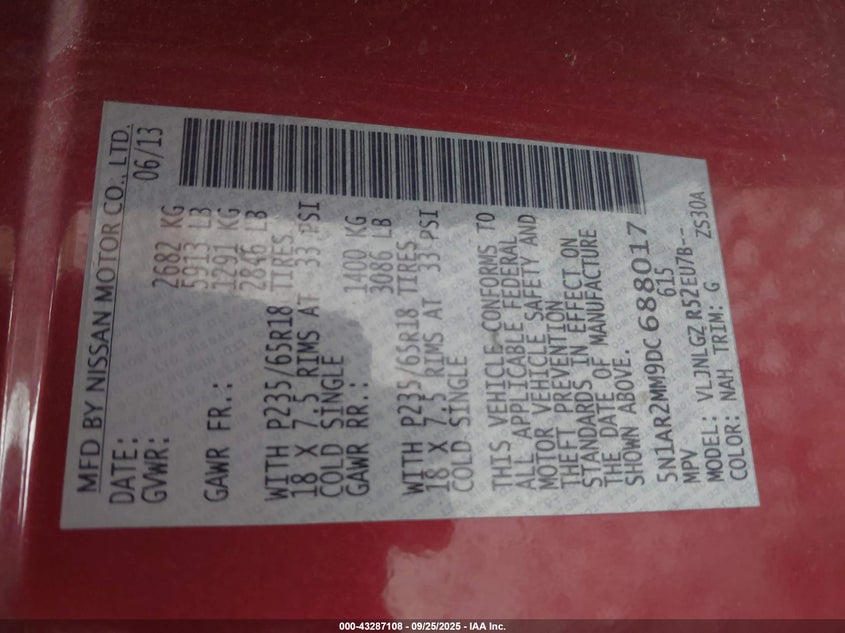 MFD BY NISSAN MOTOR CO., LTD.
DATE: 06/13
GVWR: 2682 KG
5913 LB
GAWR FR.: 1291 KG
2846 LB
WITH P235/65R18 TIRES,
18 X 7.5 RIMS AT 33 PSI
COLD SINGLE
GAWR RR.: 1400 KG
3086 LB
WITH P235/65R18 TIRES
18 X 7.5 RIMS AT 33 PSI
COLD SINGLE
THIS VEHICLE CONFORMS TO
ALL APPLICABLE FEDERAL
MOTOR VEHICLE SAFETY AND
THEFT PREVENTION
STANDARDS IN EFFECT ON
THE DATE OF MANUFACTURE
SHOWN ABOVE.
5N1AR2MM9DC688017
MPV 615
MODEL: VLJNLGZ R52EU7B--
COLOR: NAH TRIM: G ZS30A
000-43287108 - 09/25/2025 - IAA Inc.